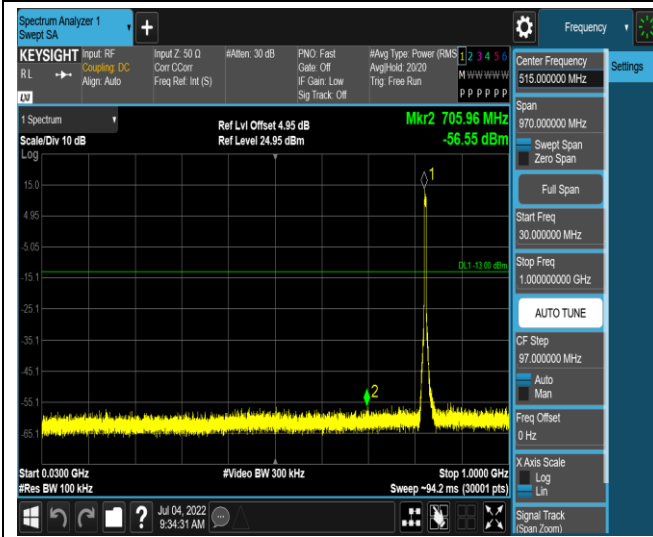 Spectrum Analyzer 1
Swept SA
Frequency
KEYSIGHT
RL
LXI
Input: RF
Coupling: DC
Align: Auto
Input Z: 50 Ω
Corr CCorr
Freq Ref: Int (S)
#Atten: 30 dB
PNO: Fast
Gate: Off
IF Gain: Low
Sig Track: Off
#Avg Type: Power (RMS
Avg|Hold: 20/20
Trig: Free Run
1 2 3 4 5 6
M W W W W W
P P P P P P
1 Spectrum
Scale/Div 10 dB
Log
Ref Lvl Offset 4.95 dB
Ref Level 24.95 dBm
Mkr2 705.96 MHz
-56.55 dBm
15.0
4.95
-5.05
-15.1
-25.1
-35.1
-45.1
-55.1
-65.1
1
DL1 -13.00 dBm
2
Start 0.0300 GHz
#Res BW 100 kHz
#Video BW 300 kHz
Stop 1.0000 GHz
Sweep ~94.2 ms (30001 pts)
Center Frequency
515.000000 MHz
Settings
Span
970.000000 MHz
Swept Span
Zero Span
Full Span
Start Freq
30.000000 MHz
Stop Freq
1.000000000 GHz
AUTO TUNE
CF Step
97.000000 MHz
Auto
Man
Freq Offset
0 Hz
X Axis Scale
Log
Lin
Signal Track
(Span Zoom)
?
Jul 04, 2022
9:34:31 AM